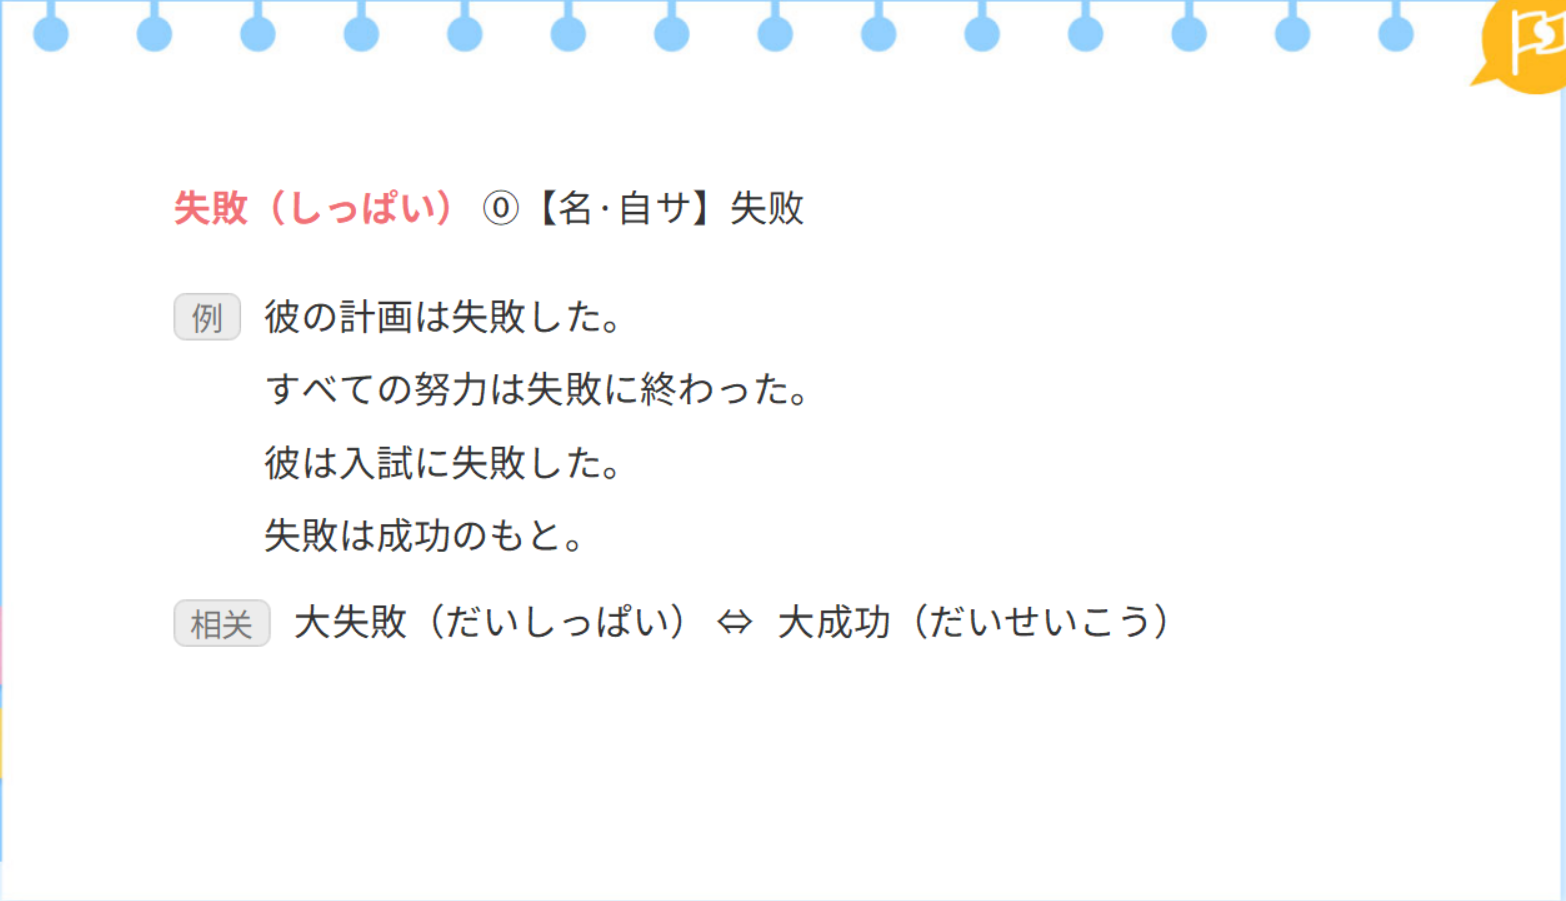 失敗（しっぱい） ⓪【名·自サ】失败
例 彼の計画は失敗した。
すべての努力は失敗に終わった。
彼は入試に失敗した。
失敗は成功のもと。
相关 大失敗（だいしっぱい） ⇔ 大成功（だいせいこう）